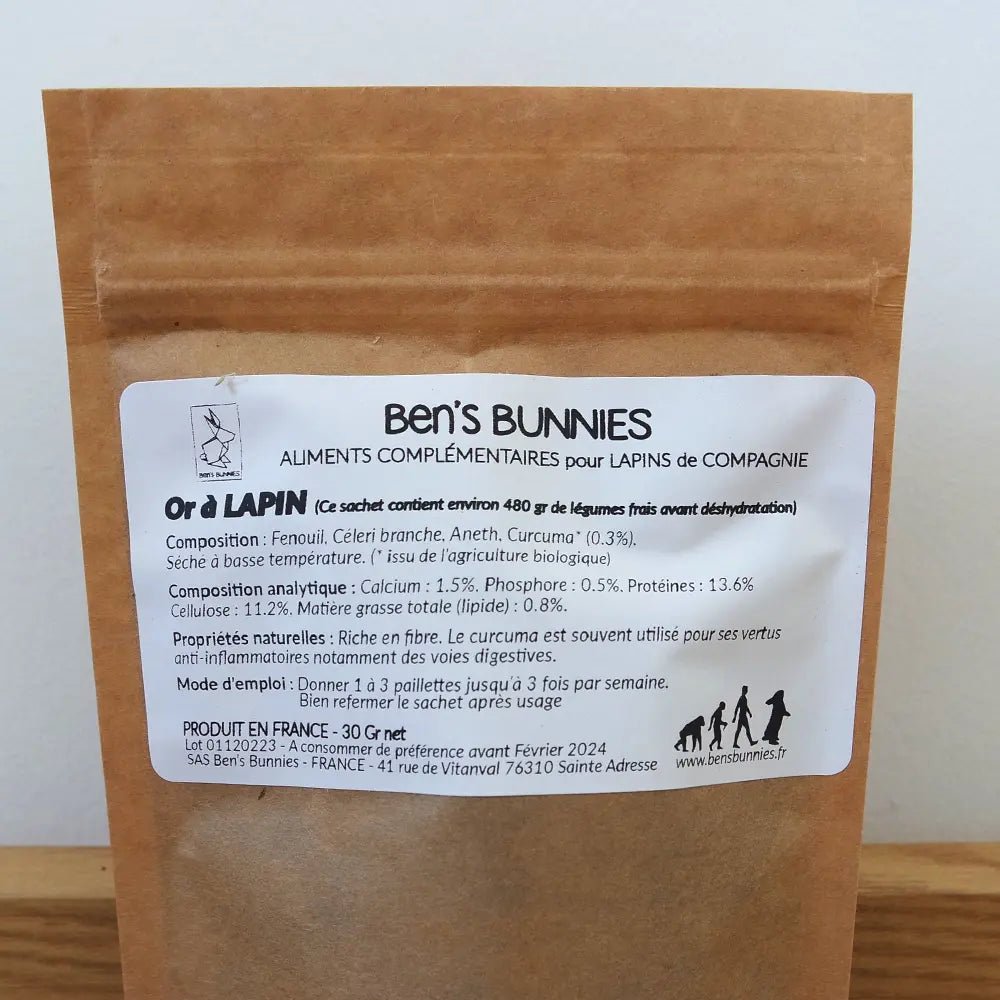 Ben's BUNNIES
Ben's BUNNIES
ALIMENTS COMPLÉMENTAIRES pour LAPINS de COMPAGNIE
Or à LAPIN (Ce sachet contient environ 480 gr de légumes frais avant déshydratation)
Composition : Fenouil, Céleri branche, Aneth, Curcuma* (0.3%).
Séché à basse température. (* issu de l'agriculture biologique)
Composition analytique : Calcium : 1.5%, Phosphore : 0.5%, Protéines : 13.6%
Cellulose : 11.2%, Matière grasse totale (lipide) : 0.8%.
Propriétés naturelles : Riche en fibre. Le curcuma est souvent utilisé pour ses vertus
anti-inflammatoires notamment des voies digestives.
Mode d'emploi : Donner 1 à 3 paillettes jusqu'à 3 fois par semaine.
Bien refermer le sachet après usage
PRODUIT EN FRANCE - 30 Gr net
Lot 01120223 - A consommer de préférence avant Février 2024
SAS Ben's Bunnies - FRANCE - 41 rue de Vitanval 76310 Sainte Adresse
www.bensbunnies.fr